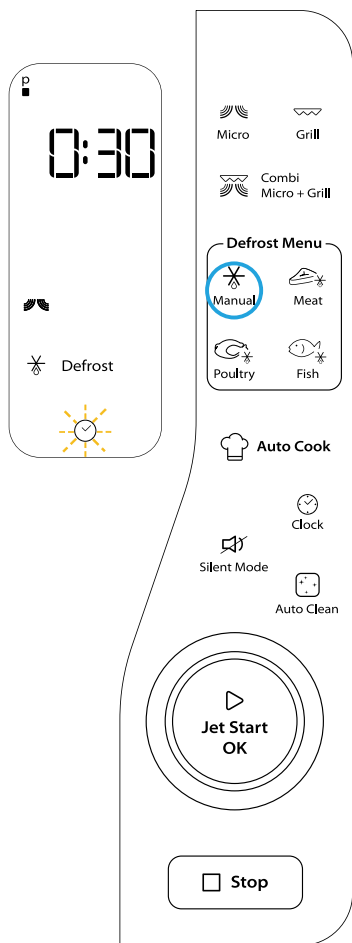 p
0:30
Defrost
Micro
Grill
Combi
Micro + Grill
Defrost Menu
Manual
Meat
Poultry
Fish
Auto Cook
Clock
Silent Mode
Auto Clean
Jet Start
OK
Stop